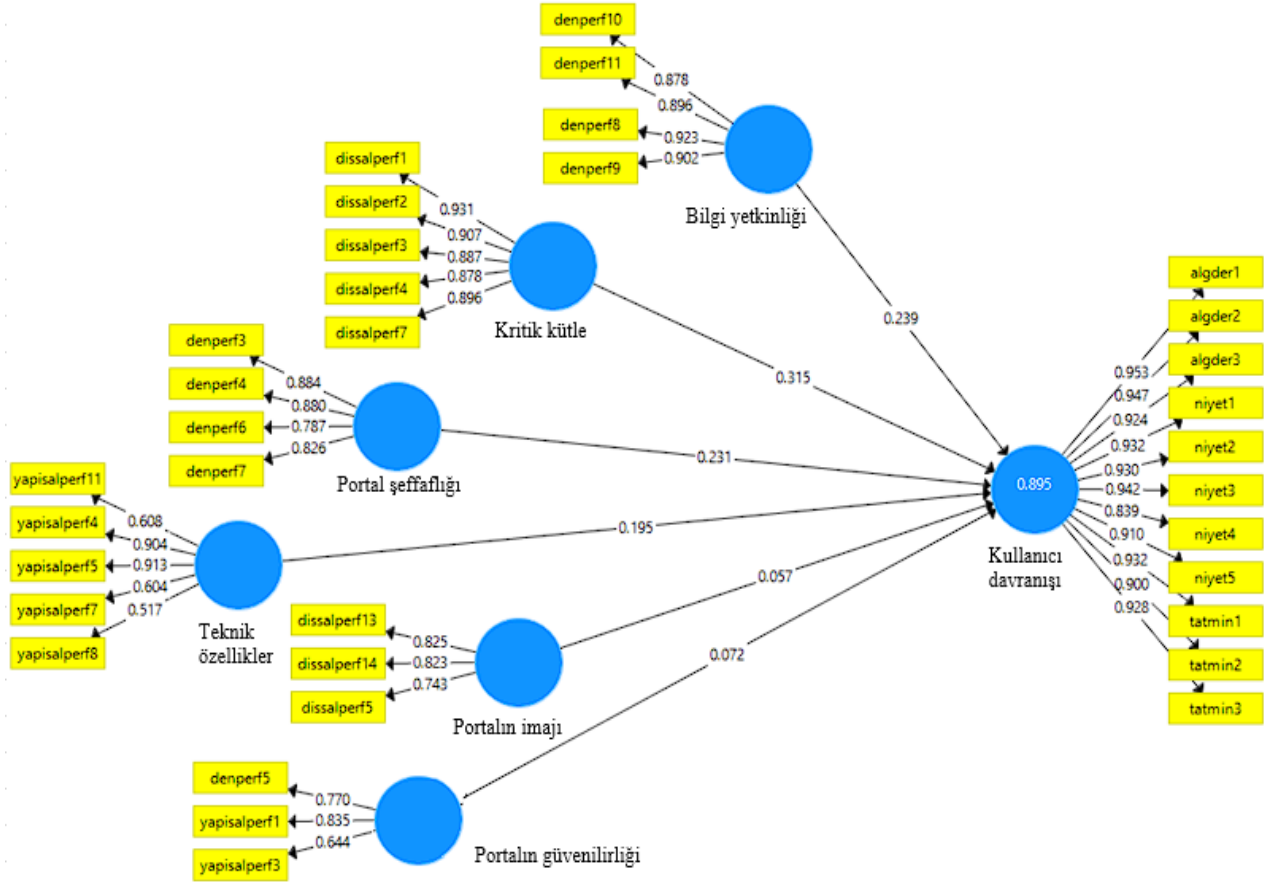 denperf10
denperf11
denperf8
denperf9
0.878
0.896
0.923
0.902
Bilgi yetkinliği
dissalperf1
dissalperf2
dissalperf3
dissalperf4
dissalperf7
0.931
0.907
0.887
0.878
0.896
Kritik kütle
denperf3
denperf4
denperf6
denperf7
0.884
0.880
0.787
0.826
Portal şeffaflığı
yapisalperf11
yapisalperf4
yapisalperf5
yapisalperf7
yapisalperf8
0.608
0.904
0.913
0.604
0.517
Teknik
özellikler
dissalperf13
dissalperf14
dissalperf5
0.825
0.823
0.743
Portalın imajı
denperf5
yapisalperf1
yapisalperf3
0.770
0.835
0.644
Portalın güvenilirliği
0.239
0.315
0.231
0.195
0.057
0.072
0.895
Kullanıcı
davranışı
0.953
0.947
0.924
0.932
0.930
0.942
0.839
0.910
0.932
0.900
0.928
algder1
algder2
algder3
niyet1
niyet2
niyet3
niyet4
niyet5
tatmin1
tatmin2
tatmin3